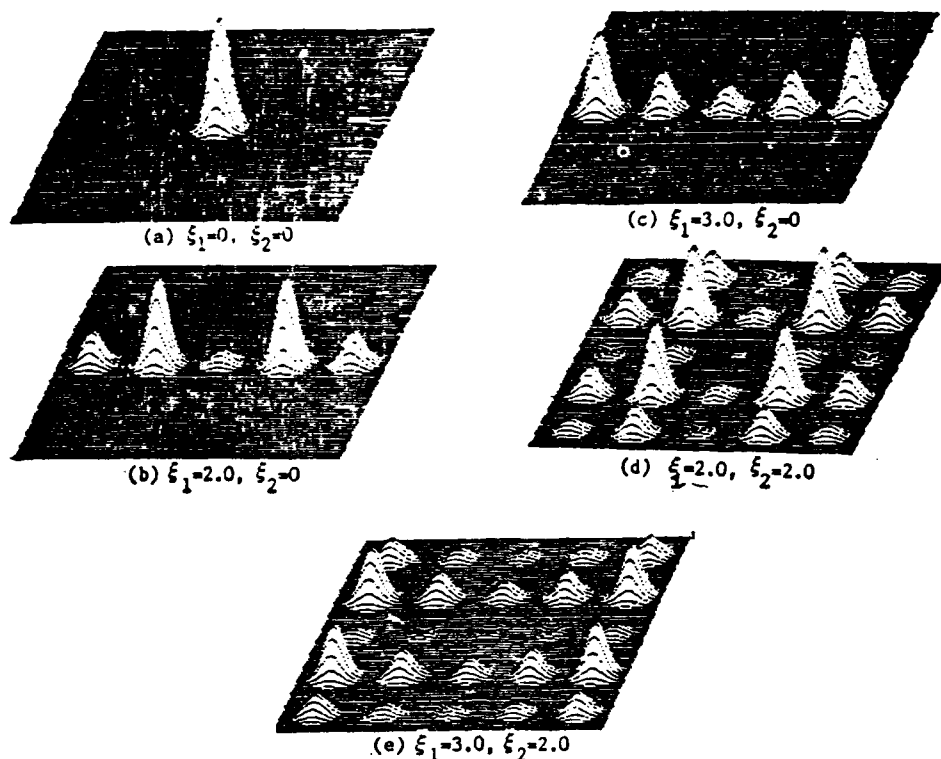 (a) ξ₁=0, ξ₂=0
(b) ξ₁=2.0, ξ₂=0
(c) ξ₁=3.0, ξ₂=0
(d) ξ₁=2.0, ξ₂=2.0
(e) ξ₁=3.0, ξ₂=2.0